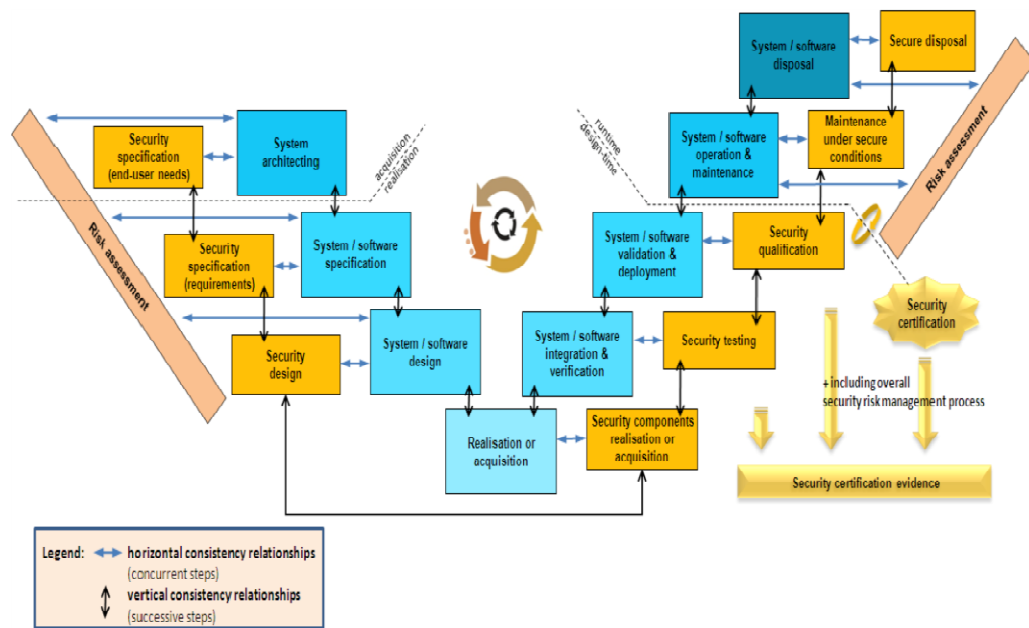 System / software
disposal
Secure disposal
Security
specification
(end-user needs)
System
architecting
acquisition
realisation
runtime
design-time
System / software
operation &
maintenance
Maintenance
under secure
conditions
Risk assessment
Risk assessment
Security
specification
(requirements)
System / software
specification
System / software
validation &
deployment
Security
qualification
Security
certification
Security
design
System / software
design
System / software
integration &
verification
Security testing
+ including overall
security risk management process
Realisation or
acquisition
Security components
realisation or
acquisition
Security certification evidence
Legend: horizontal consistency relationships
(concurrent steps)
vertical consistency relationships
(successive steps)